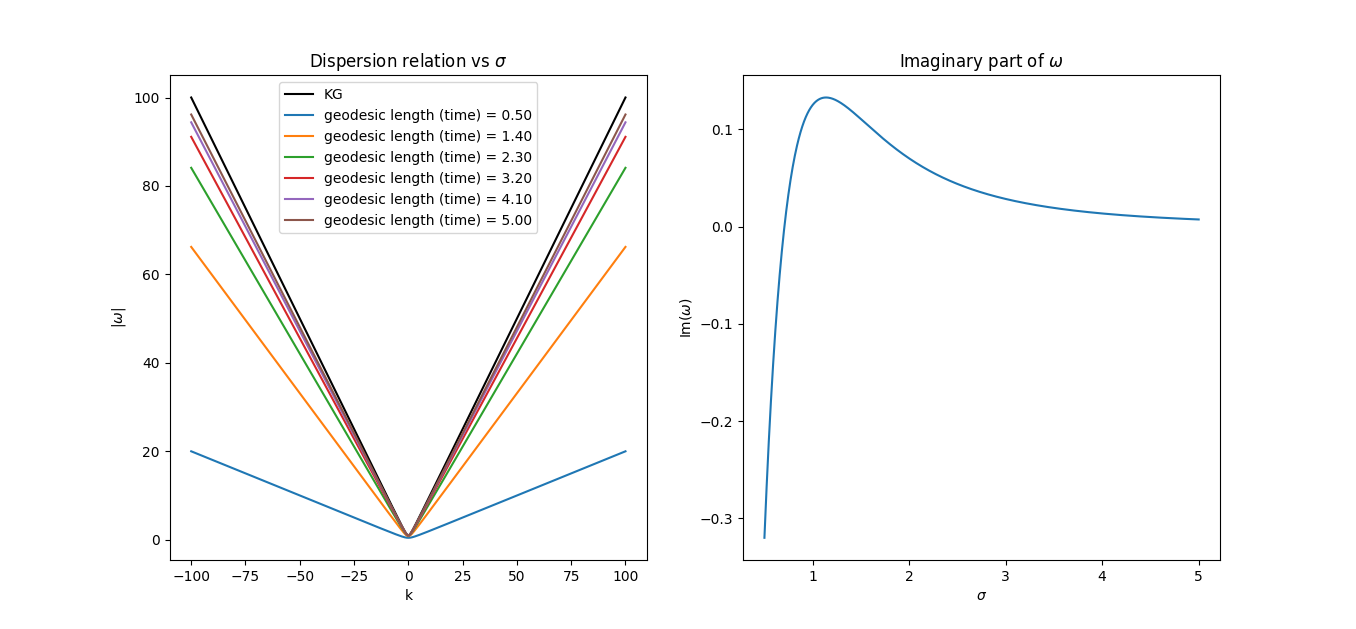 Dispersion relation vs σ
KG
geodesic length (time) = 0.50
geodesic length (time) = 1.40
geodesic length (time) = 2.30
geodesic length (time) = 3.20
geodesic length (time) = 4.10
geodesic length (time) = 5.00
|ω|
100
80
60
40
20
0
−100 −75 −50 −25 0 25 50 75 100
k
Imaginary part of ω
Im(ω)
0.1
0.0
−0.1
−0.2
−0.3
1 2 3 4 5
σ